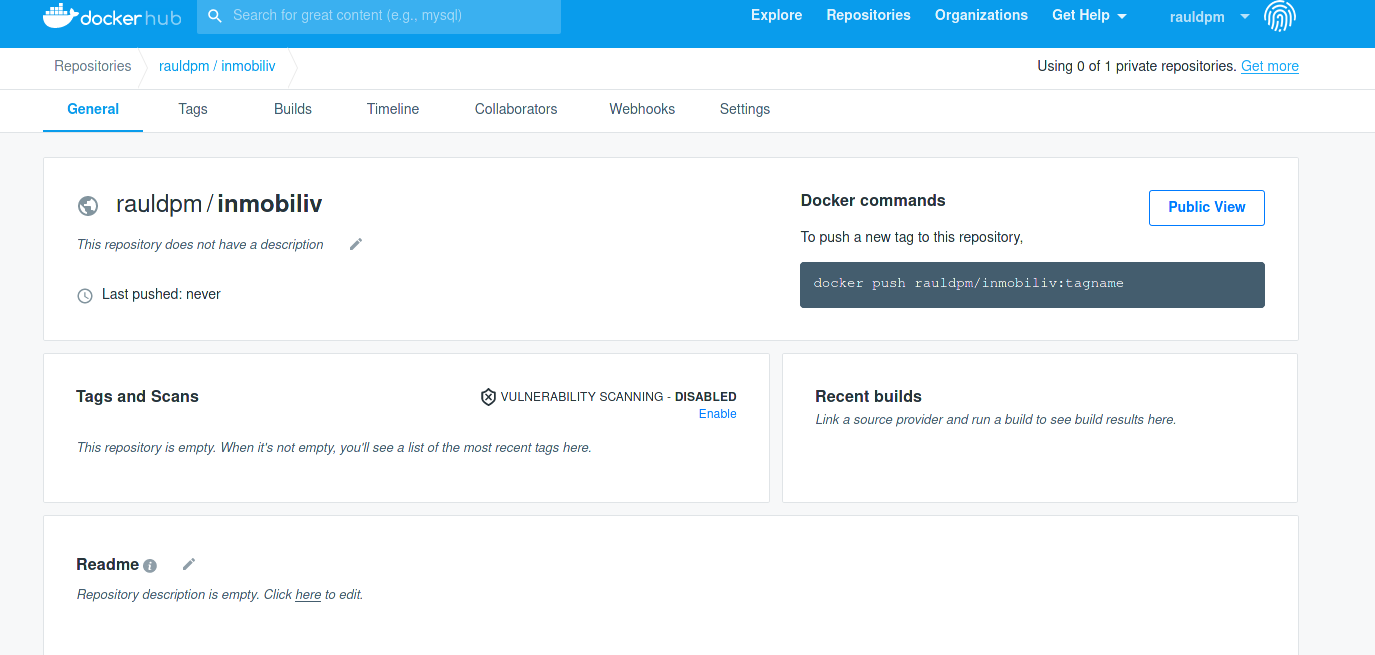 docker hub
Search for great content (e.g., mysql)
Explore Repositories Organizations Get Help rauldpm
Repositories rauldpm / inmobiliv Using 0 of 1 private repositories. Get more
General Tags Builds Timeline Collaborators Webhooks Settings
rauldpm / inmobiliv
This repository does not have a description
Last pushed: never
Docker commands
Public View
To push a new tag to this repository,
docker push rauldpm/inmobiliv:tagname
Tags and Scans
VULNERABILITY SCANNING - DISABLED
Enable
This repository is empty. When it's not empty, you'll see a list of the most recent tags here.
Recent builds
Link a source provider and run a build to see build results here.
Readme
Repository description is empty. Click here to edit.